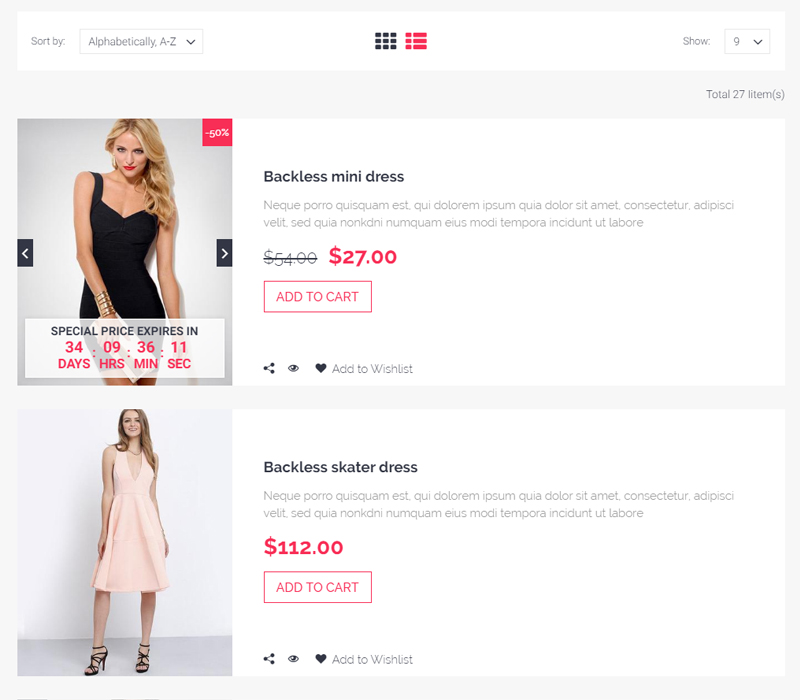 Sort by: Alphabetically, A-Z Show: 9
Total 27 Iitem(s)
-50%
SPECIAL PRICE EXPIRES IN
34 : 09 : 36 : 11
DAYS HRS MIN SEC
Backless mini dress
Neque porro quisquam est, qui dolorem ipsum quia dolor sit amet, consectetur, adipisci
velit, sed quia nonkdni numquam eius modi tempora incidunt ut labore
$54.00 $27.00
ADD TO CART
Add to Wishlist
Backless skater dress
Neque porro quisquam est, qui dolorem ipsum quia dolor sit amet, consectetur, adipisci
velit, sed quia nonkdni numquam eius modi tempora incidunt ut labore
$112.00
ADD TO CART
Add to Wishlist